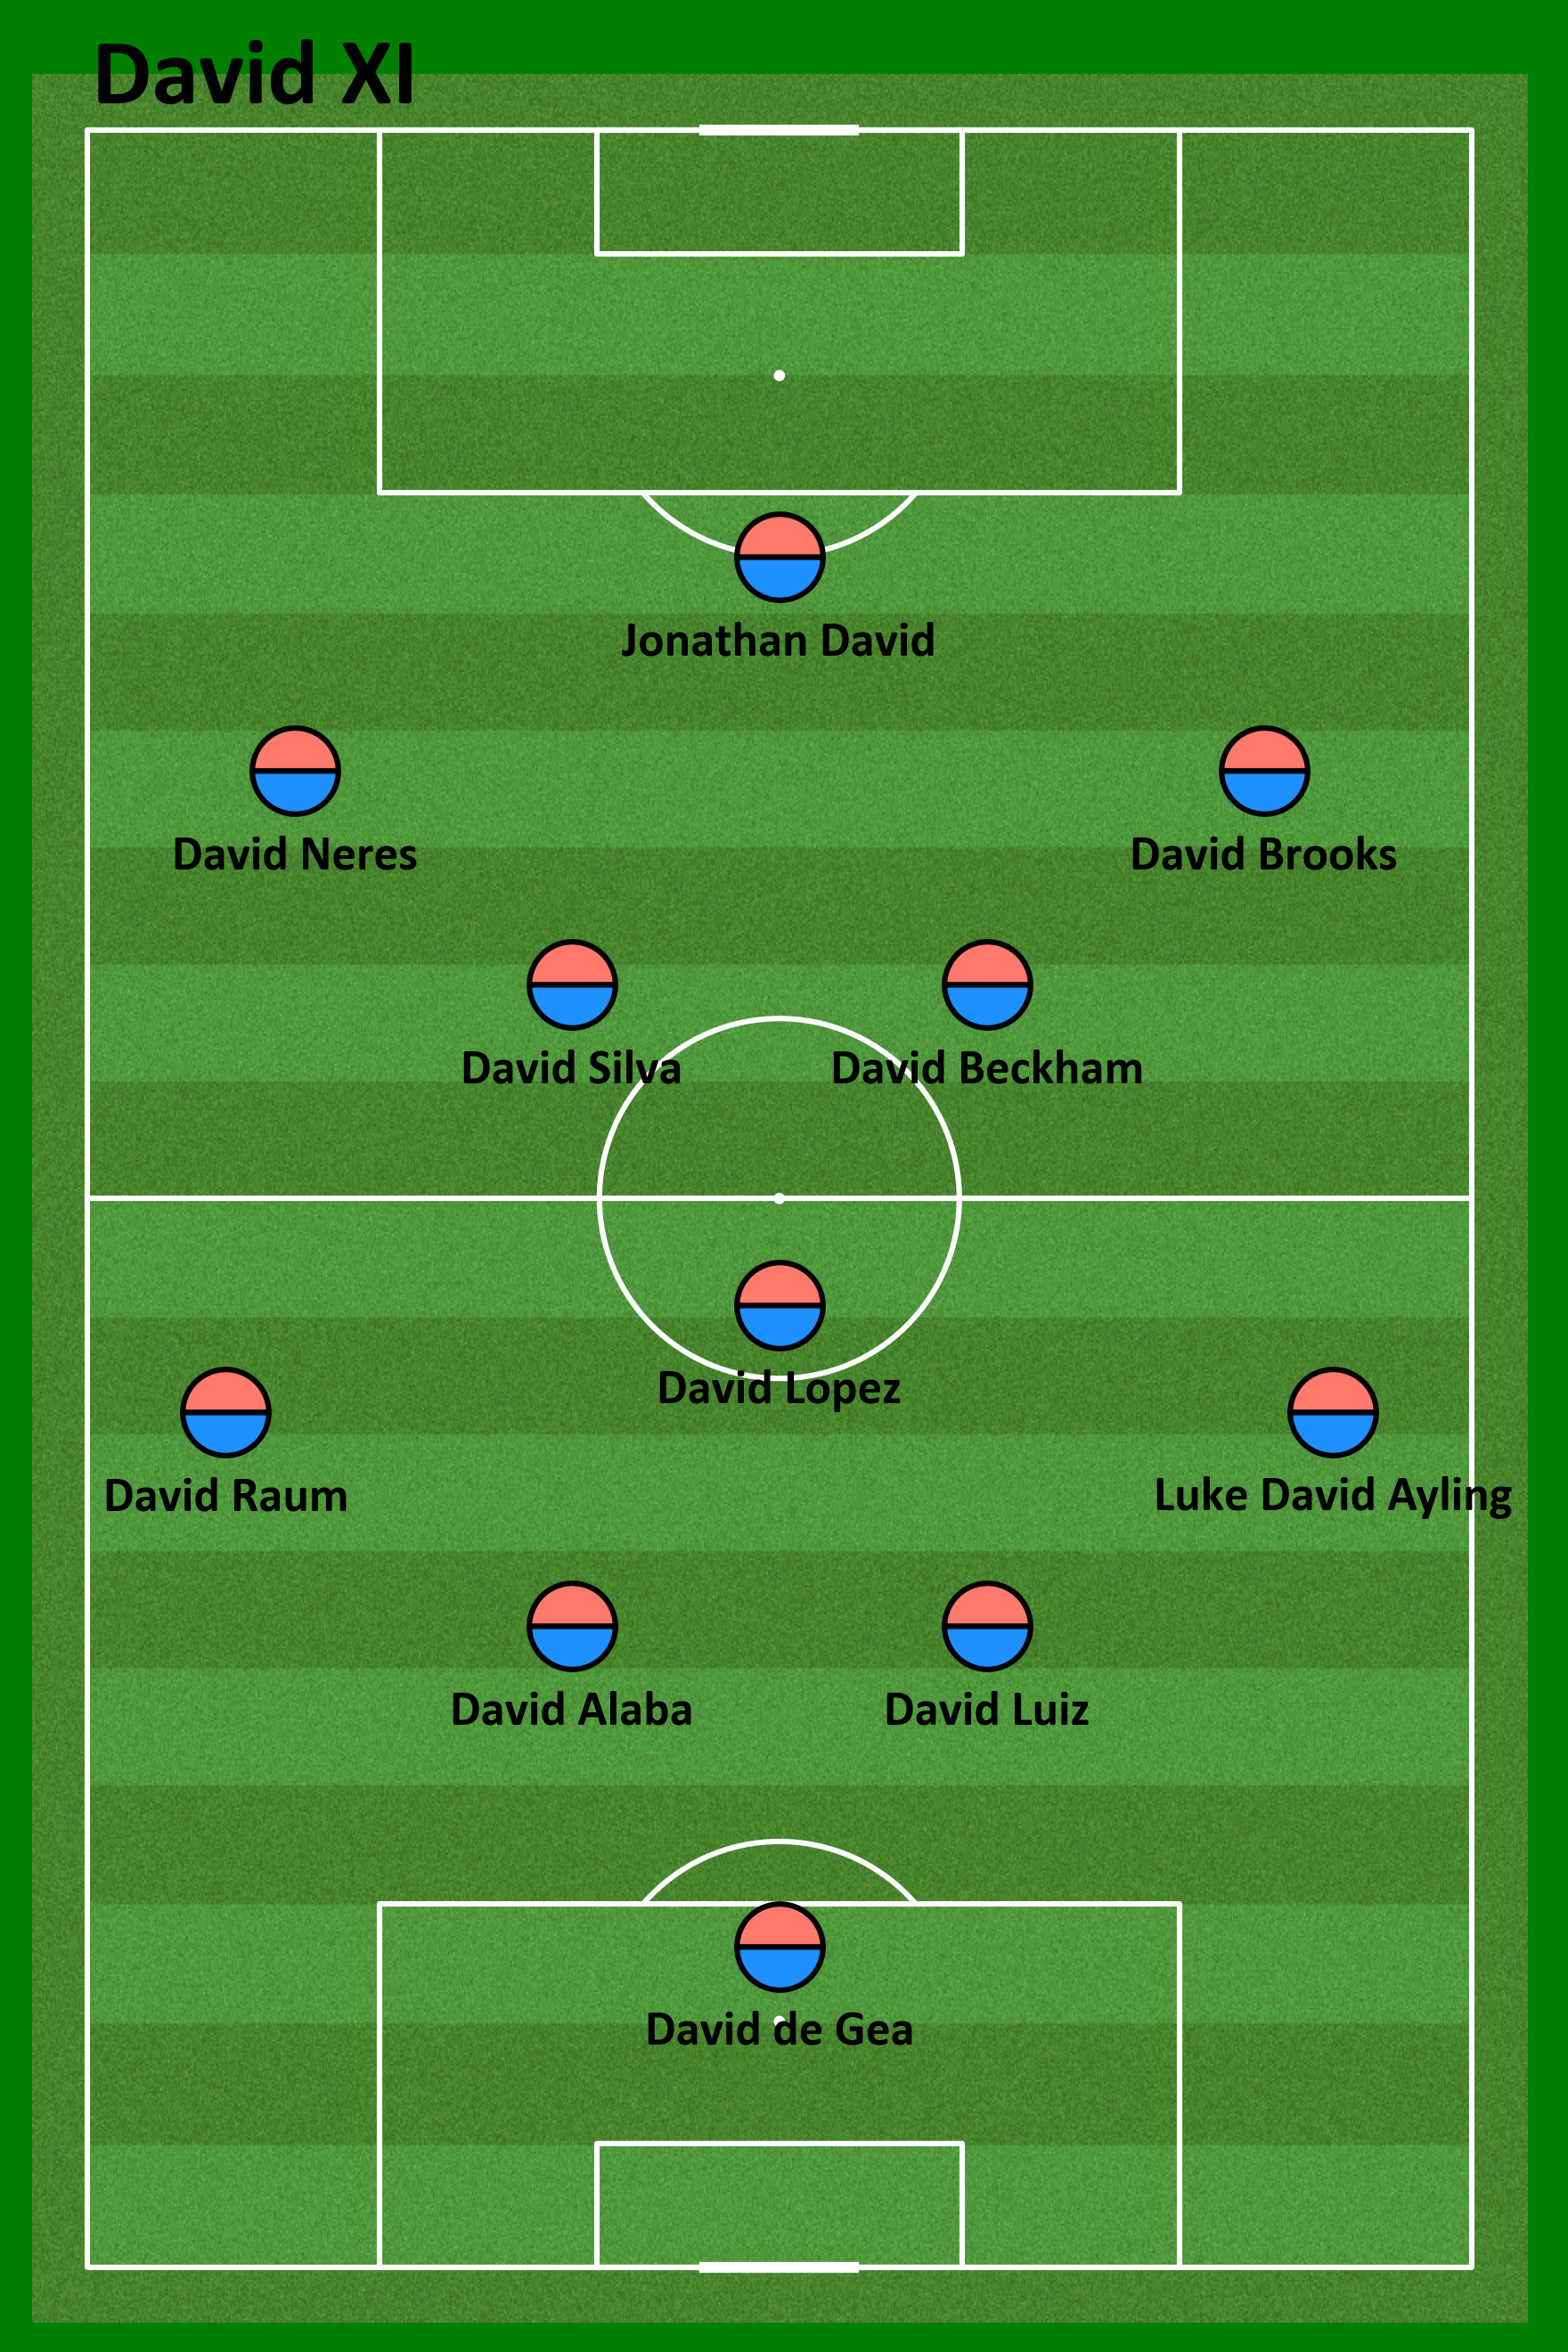 David XI
Jonathan David
David Neres
David Brooks
David Silva
David Beckham
David Lopez
David Raum
Luke David Ayling
David Alaba
David Luiz
David de Gea